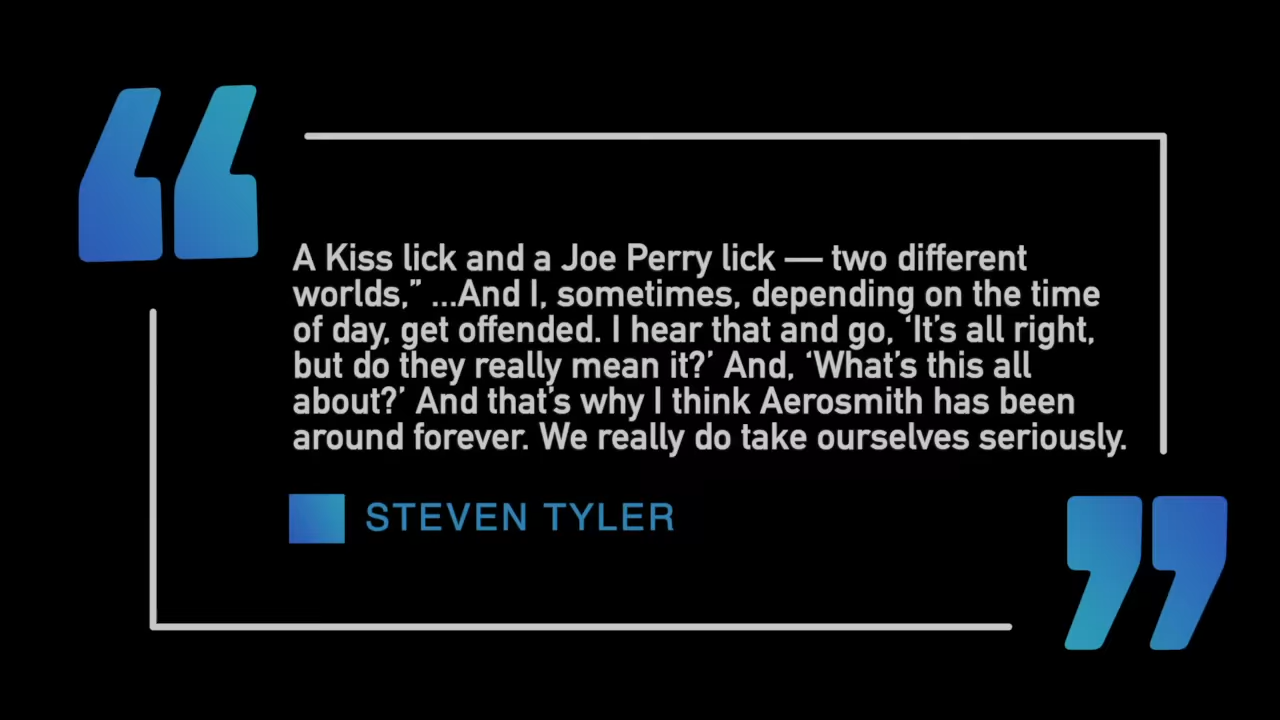 A Kiss lick and a Joe Perry lick — two different
worlds,” ...And I, sometimes, depending on the time
of day, get offended. I hear that and go, ‘It’s all right,
but do they really mean it?’ And, ‘What’s this all
about?’ And that’s why I think Aerosmith has been
around forever. We really do take ourselves seriously.
STEVEN TYLER